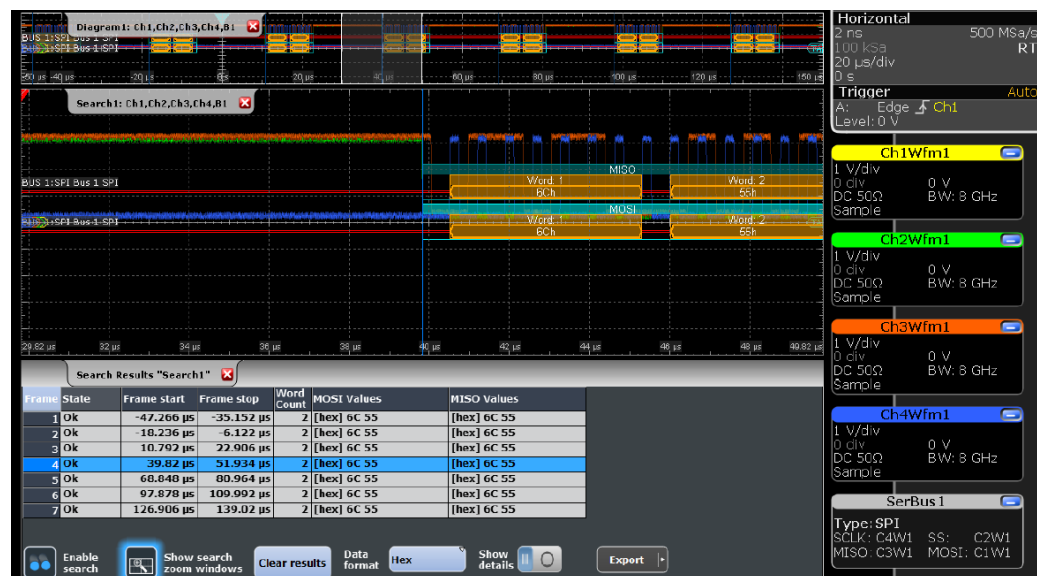 Diagram1: Ch1,Ch2,Ch3,Ch4,B1
BUS 1:SPI Bus 1 SPI
-20 µs 0 s 20 µs 40 µs 60 µs 80 µs 100 µs 120 µs 150 µs
Search1: Ch1,Ch2,Ch3,Ch4,B1
MISO
BUS 1:SPI Bus 1 SPI
Word: 1 Word: 2
6Ch 55h
MOSI
Word: 1 Word: 2
6Ch 55h
29.82 µs 32 µs 34 µs 36 µs 38 µs 40 µs 42 µs 44 µs 46 µs 48 µs 49.82 µs
Search Results "Search1"
Frame State Frame start Frame stop Word Count MOSI Values MISO Values
1 Ok -47.266 µs -35.152 µs 2 [hex] 6C 55 [hex] 6C 55
2 Ok -18.236 µs -6.122 µs 2 [hex] 6C 55 [hex] 6C 55
3 Ok 10.792 µs 22.906 µs 2 [hex] 6C 55 [hex] 6C 55
4 Ok 39.82 µs 51.934 µs 2 [hex] 6C 55 [hex] 6C 55
5 Ok 68.848 µs 80.964 µs 2 [hex] 6C 55 [hex] 6C 55
6 Ok 97.878 µs 109.992 µs 2 [hex] 6C 55 [hex] 6C 55
7 Ok 126.906 µs 139.02 µs 2 [hex] 6C 55 [hex] 6C 55
Enable search Show search zoom windows Clear results Data format Hex Show details Export
Horizontal
2 ns 500 MSa/s
100 kSa RT
20 µs/div
0 s
Trigger Auto
A: Edge Ch1
Level: 0 V
Ch1Wfm1
1 V/div
0 div 0 V
DC 50Ω BW: 8 GHz
Sample
Ch2Wfm1
1 V/div
0 div 0 V
DC 50Ω BW: 8 GHz
Sample
Ch3Wfm1
1 V/div
0 div 0 V
DC 50Ω BW: 8 GHz
Sample
Ch4Wfm1
1 V/div
0 div 0 V
DC 50Ω BW: 8 GHz
Sample
SerBus1
Type: SPI
SCLK: C4W1 SS: C2W1
MISO: C3W1 MOSI: C1W1